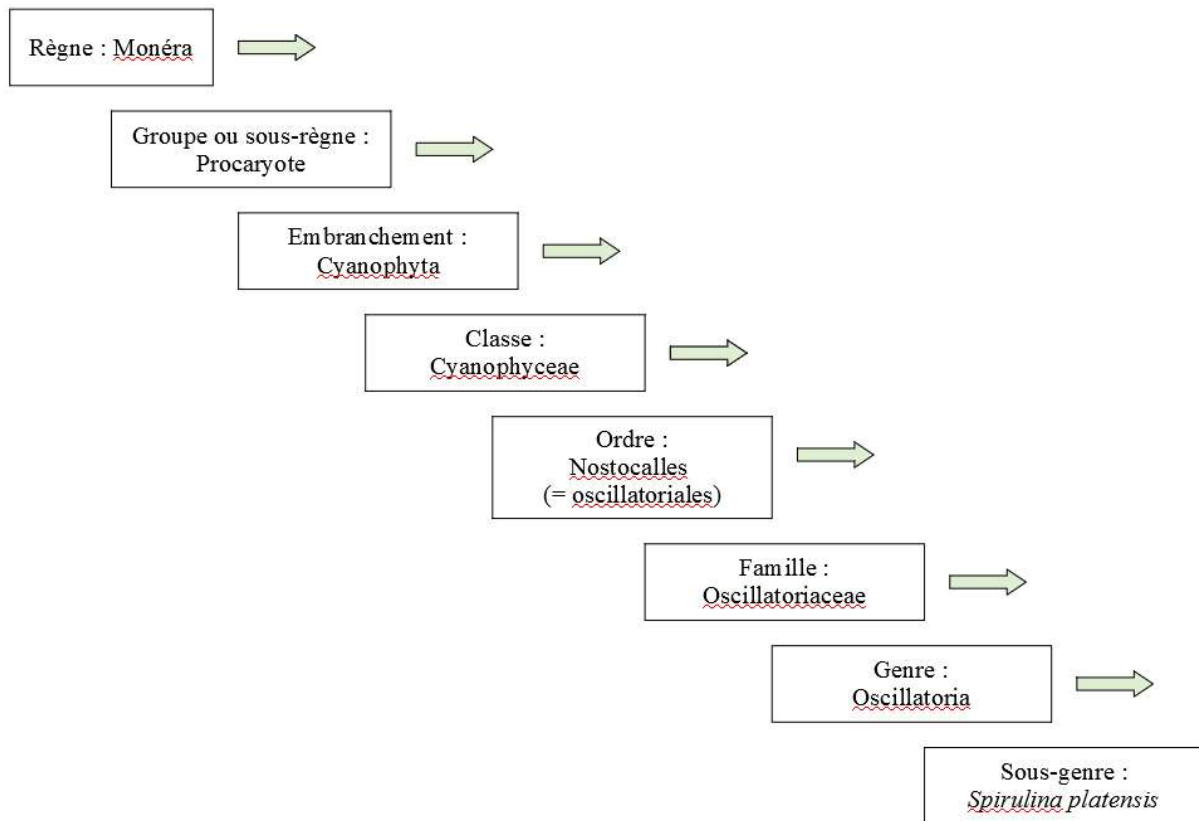 Règne : Monéra
Groupe ou sous-règne :
Procaryote
Embranchement :
Cyanophyta
Classe :
Cyanophyceae
Ordre :
Nostocalles
(= oscillatoriales)
Famille :
Oscillatoriaceae
Genre :
Oscillatoria
Sous-genre :
Spirulina platensis